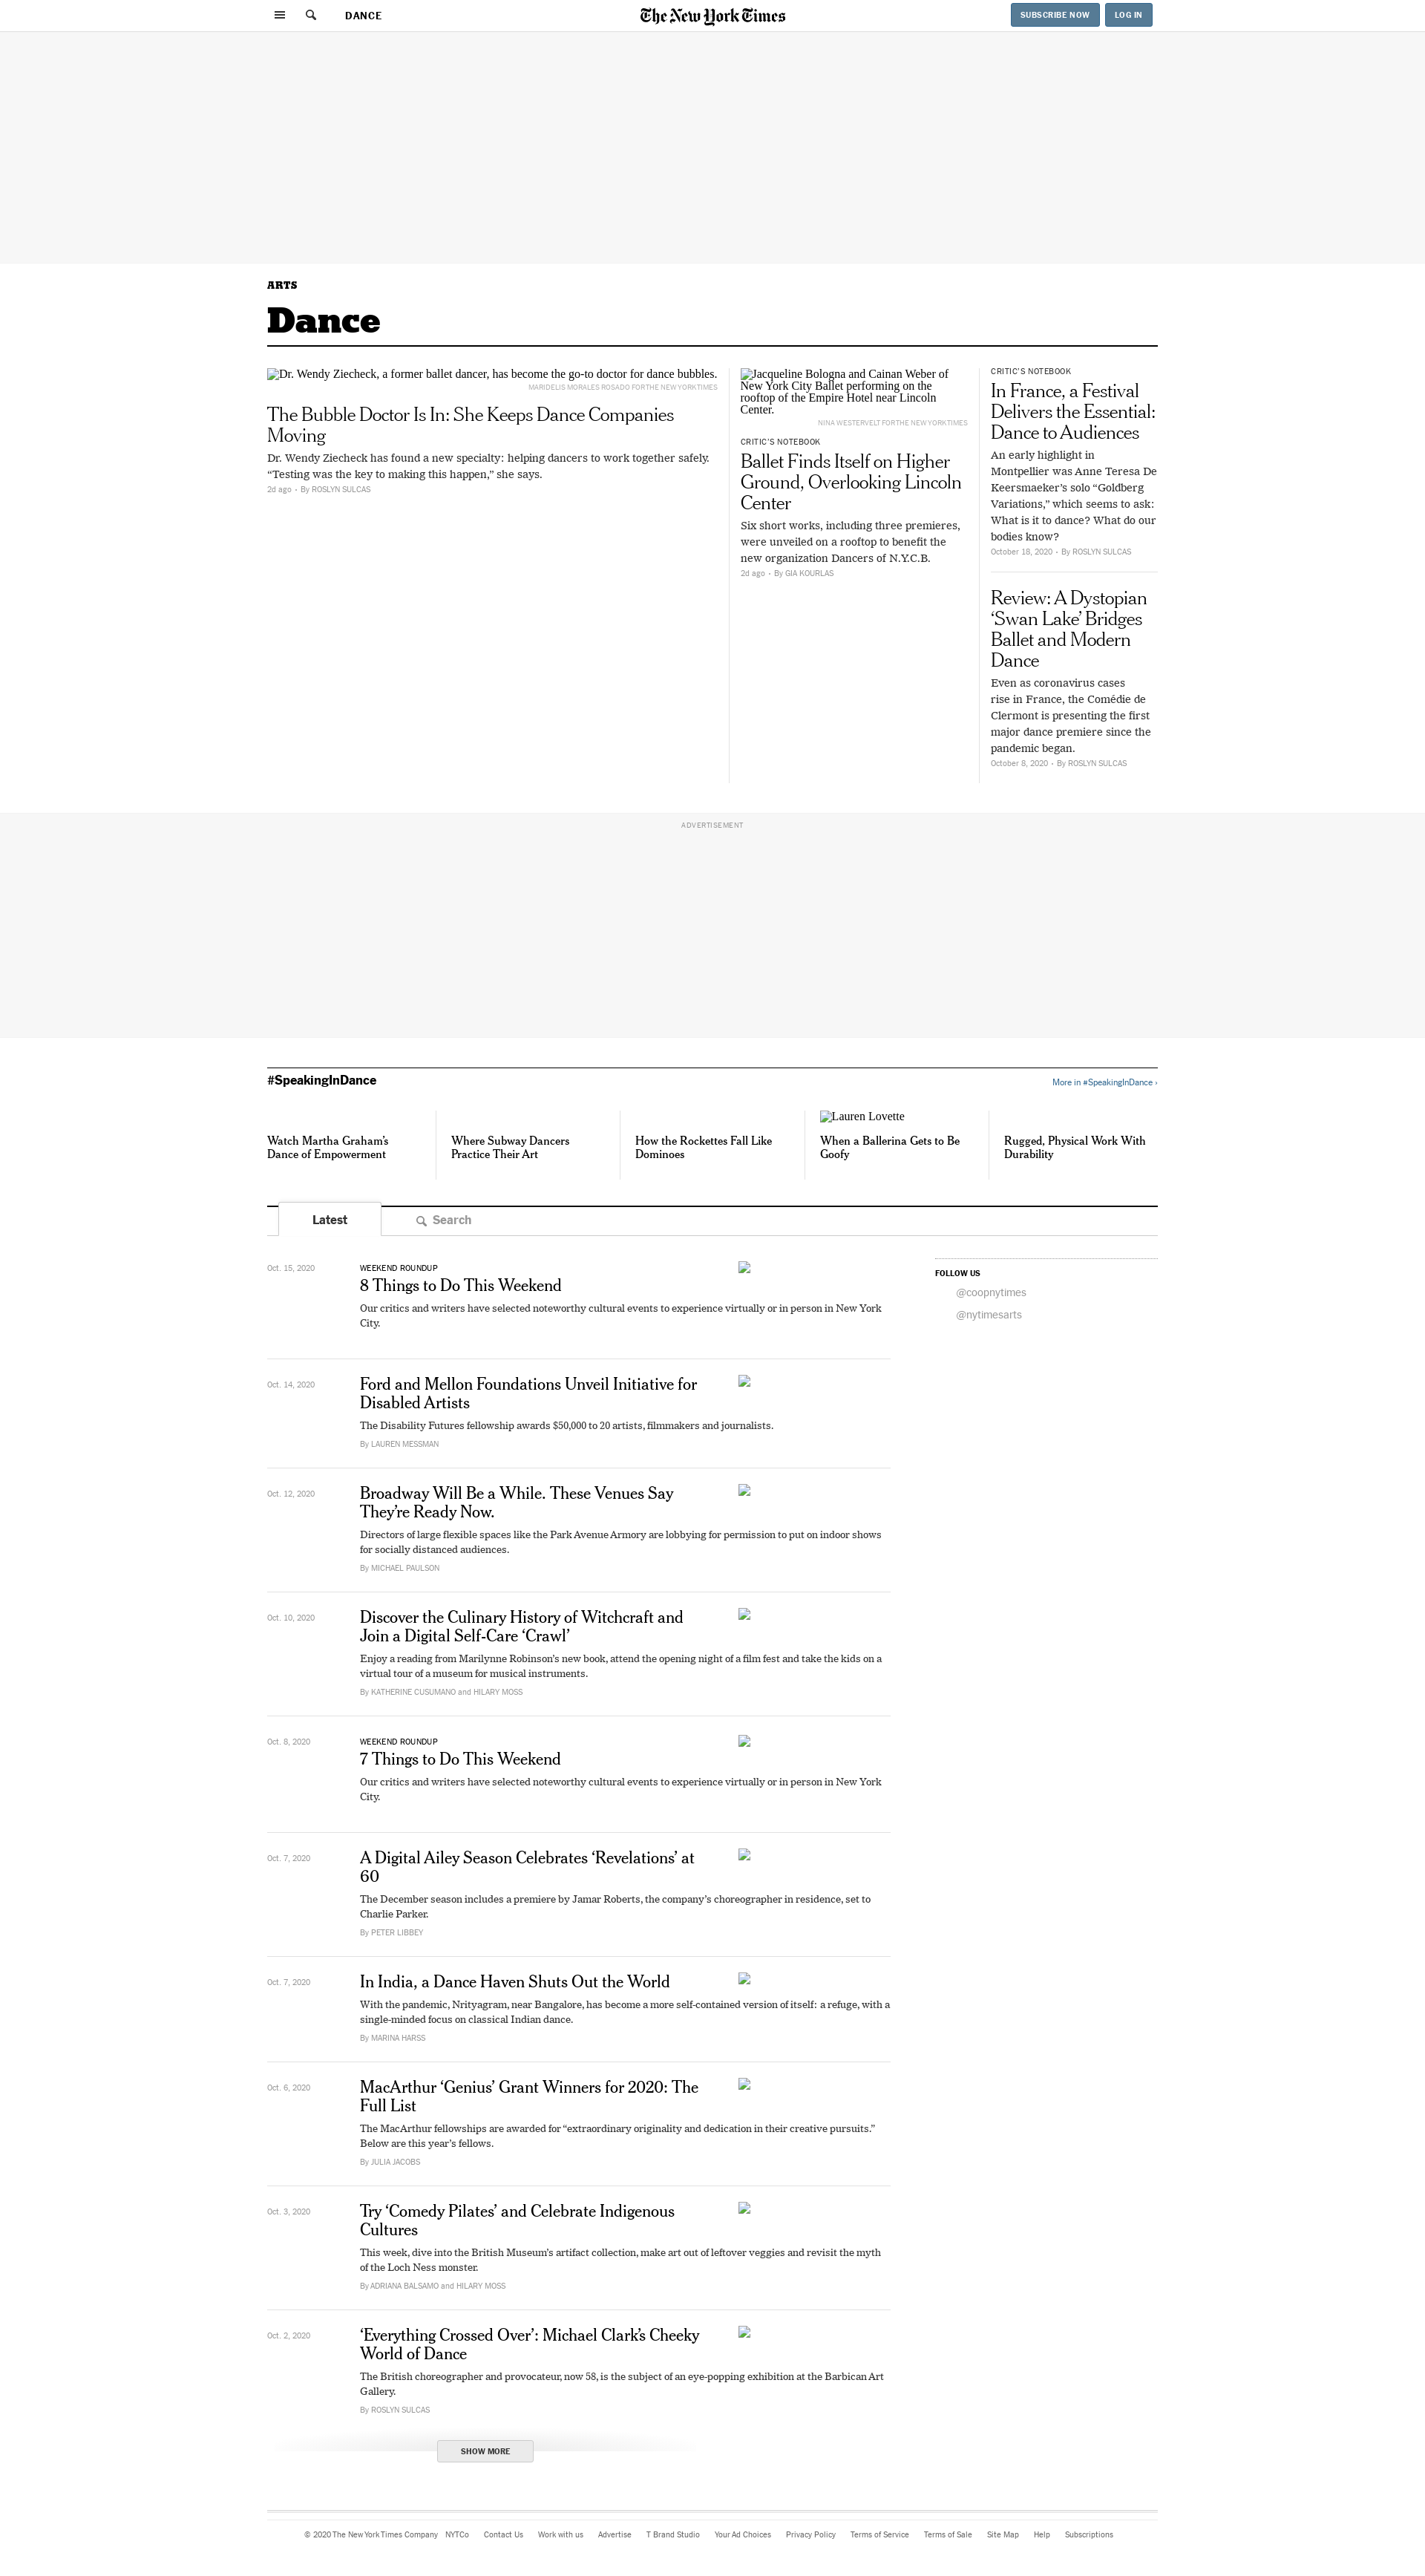 DANCE
The New York Times
SUBSCRIBE NOW
LOG IN
ARTS
Dance
Dr. Wendy Ziecheck, a former ballet dancer, has become the go-to doctor for dance bubbles.
MARIDELIS MORALES ROSADO FOR THE NEW YORK TIMES
The Bubble Doctor Is In: She Keeps Dance Companies
Moving
Dr. Wendy Ziecheck has found a new specialty: helping dancers to work together safely.
“Testing was the key to making this happen,” she says.
2d ago • By ROSLYN SULCAS
Jacqueline Bologna and Cainan Weber of
New York City Ballet performing on the
rooftop of the Empire Hotel near Lincoln
Center.
NINA WESTERVELT FOR THE NEW YORK TIMES
CRITIC’S NOTEBOOK
Ballet Finds Itself on Higher
Ground, Overlooking Lincoln
Center
Six short works, including three premieres,
were unveiled on a rooftop to benefit the
new organization Dancers of N.Y.C.B.
2d ago • By GIA KOURLAS
CRITIC’S NOTEBOOK
In France, a Festival
Delivers the Essential:
Dance to Audiences
An early highlight in
Montpellier was Anne Teresa De
Keersmaeker’s solo “Goldberg
Variations,” which seems to ask:
What is it to dance? What do our
bodies know?
October 18, 2020 • By ROSLYN SULCAS
Review: A Dystopian
‘Swan Lake’ Bridges
Ballet and Modern
Dance
Even as coronavirus cases
rise in France, the Comédie de
Clermont is presenting the first
major dance premiere since the
pandemic began.
October 8, 2020 • By ROSLYN SULCAS
ADVERTISEMENT
#SpeakingInDance
More in #SpeakingInDance ›
Watch Martha Graham’s
Dance of Empowerment
Where Subway Dancers
Practice Their Art
How the Rockettes Fall Like
Dominoes
Lauren Lovette
When a Ballerina Gets to Be
Goofy
Rugged, Physical Work With
Durability
Latest
Search
Oct. 15, 2020
WEEKEND ROUNDUP
8 Things to Do This Weekend
Our critics and writers have selected noteworthy cultural events to experience virtually or in person in New York
City.
FOLLOW US
@coopnytimes
@nytimesarts
Oct. 14, 2020
Ford and Mellon Foundations Unveil Initiative for
Disabled Artists
The Disability Futures fellowship awards $50,000 to 20 artists, filmmakers and journalists.
By LAUREN MESSMAN
Oct. 12, 2020
Broadway Will Be a While. These Venues Say
They’re Ready Now.
Directors of large flexible spaces like the Park Avenue Armory are lobbying for permission to put on indoor shows
for socially distanced audiences.
By MICHAEL PAULSON
Oct. 10, 2020
Discover the Culinary History of Witchcraft and
Join a Digital Self-Care ‘Crawl’
Enjoy a reading from Marilynne Robinson’s new book, attend the opening night of a film fest and take the kids on a
virtual tour of a museum for musical instruments.
By KATHERINE CUSUMANO and HILARY MOSS
Oct. 8, 2020
WEEKEND ROUNDUP
7 Things to Do This Weekend
Our critics and writers have selected noteworthy cultural events to experience virtually or in person in New York
City.
Oct. 7, 2020
A Digital Ailey Season Celebrates ‘Revelations’ at
60
The December season includes a premiere by Jamar Roberts, the company’s choreographer in residence, set to
Charlie Parker.
By PETER LIBBEY
Oct. 7, 2020
In India, a Dance Haven Shuts Out the World
With the pandemic, Nrityagram, near Bangalore, has become a more self-contained version of itself: a refuge, with a
single-minded focus on classical Indian dance.
By MARINA HARSS
Oct. 6, 2020
MacArthur ‘Genius’ Grant Winners for 2020: The
Full List
The MacArthur fellowships are awarded for “extraordinary originality and dedication in their creative pursuits.”
Below are this year’s fellows.
By JULIA JACOBS
Oct. 3, 2020
Try ‘Comedy Pilates’ and Celebrate Indigenous
Cultures
This week, dive into the British Museum’s artifact collection, make art out of leftover veggies and revisit the myth
of the Loch Ness monster.
By ADRIANA BALSAMO and HILARY MOSS
Oct. 2, 2020
‘Everything Crossed Over’: Michael Clark’s Cheeky
World of Dance
The British choreographer and provocateur, now 58, is the subject of an eye-popping exhibition at the Barbican Art
Gallery.
By ROSLYN SULCAS
SHOW MORE
© 2020 The New York Times Company NYTCo Contact Us Work with us Advertise T Brand Studio Your Ad Choices Privacy Policy Terms of Service Terms of Sale Site Map Help Subscriptions